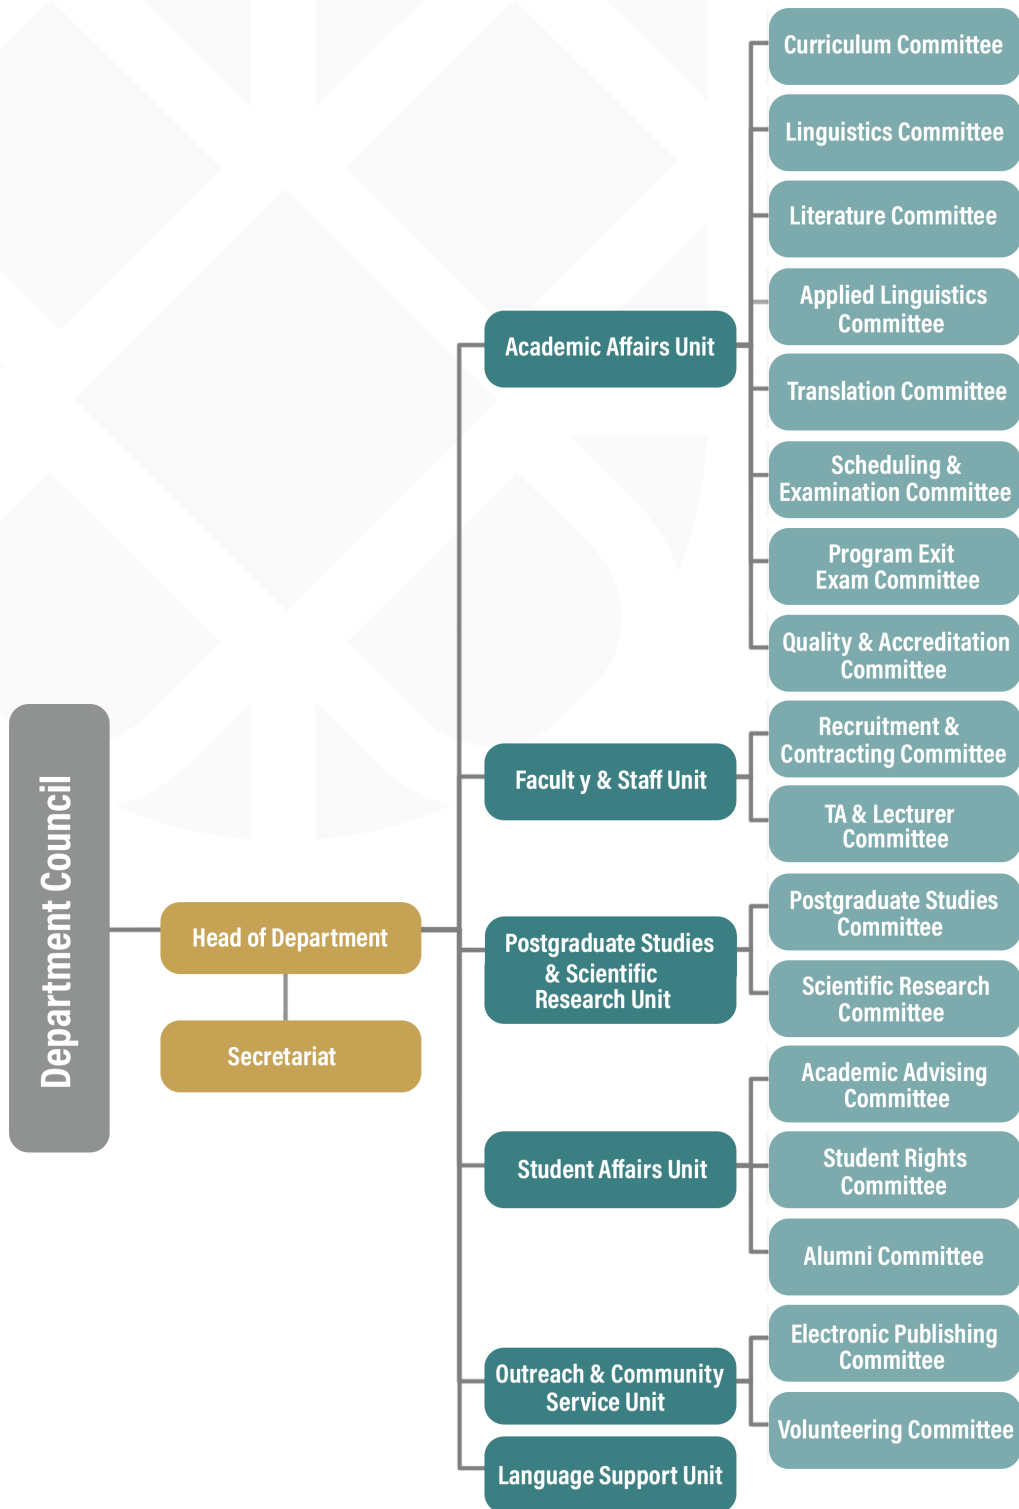 Department Council
Head of Department
Secretariat
Academic Affairs Unit
Curriculum Committee
Linguistics Committee
Literature Committee
Applied Linguistics
Committee
Translation Committee
Scheduling &
Examination Committee
Program Exit
Exam Committee
Quality & Accreditation
Committee
Facult y & Staff Unit
Recruitment &
Contracting Committee
TA & Lecturer
Committee
Postgraduate Studies
& Scientific
Research Unit
Postgraduate Studies
Committee
Scientific Research
Committee
Student Affairs Unit
Academic Advising
Committee
Student Rights
Committee
Alumni Committee
Outreach & Community
Service Unit
Electronic Publishing
Committee
Volunteering Committee
Language Support Unit